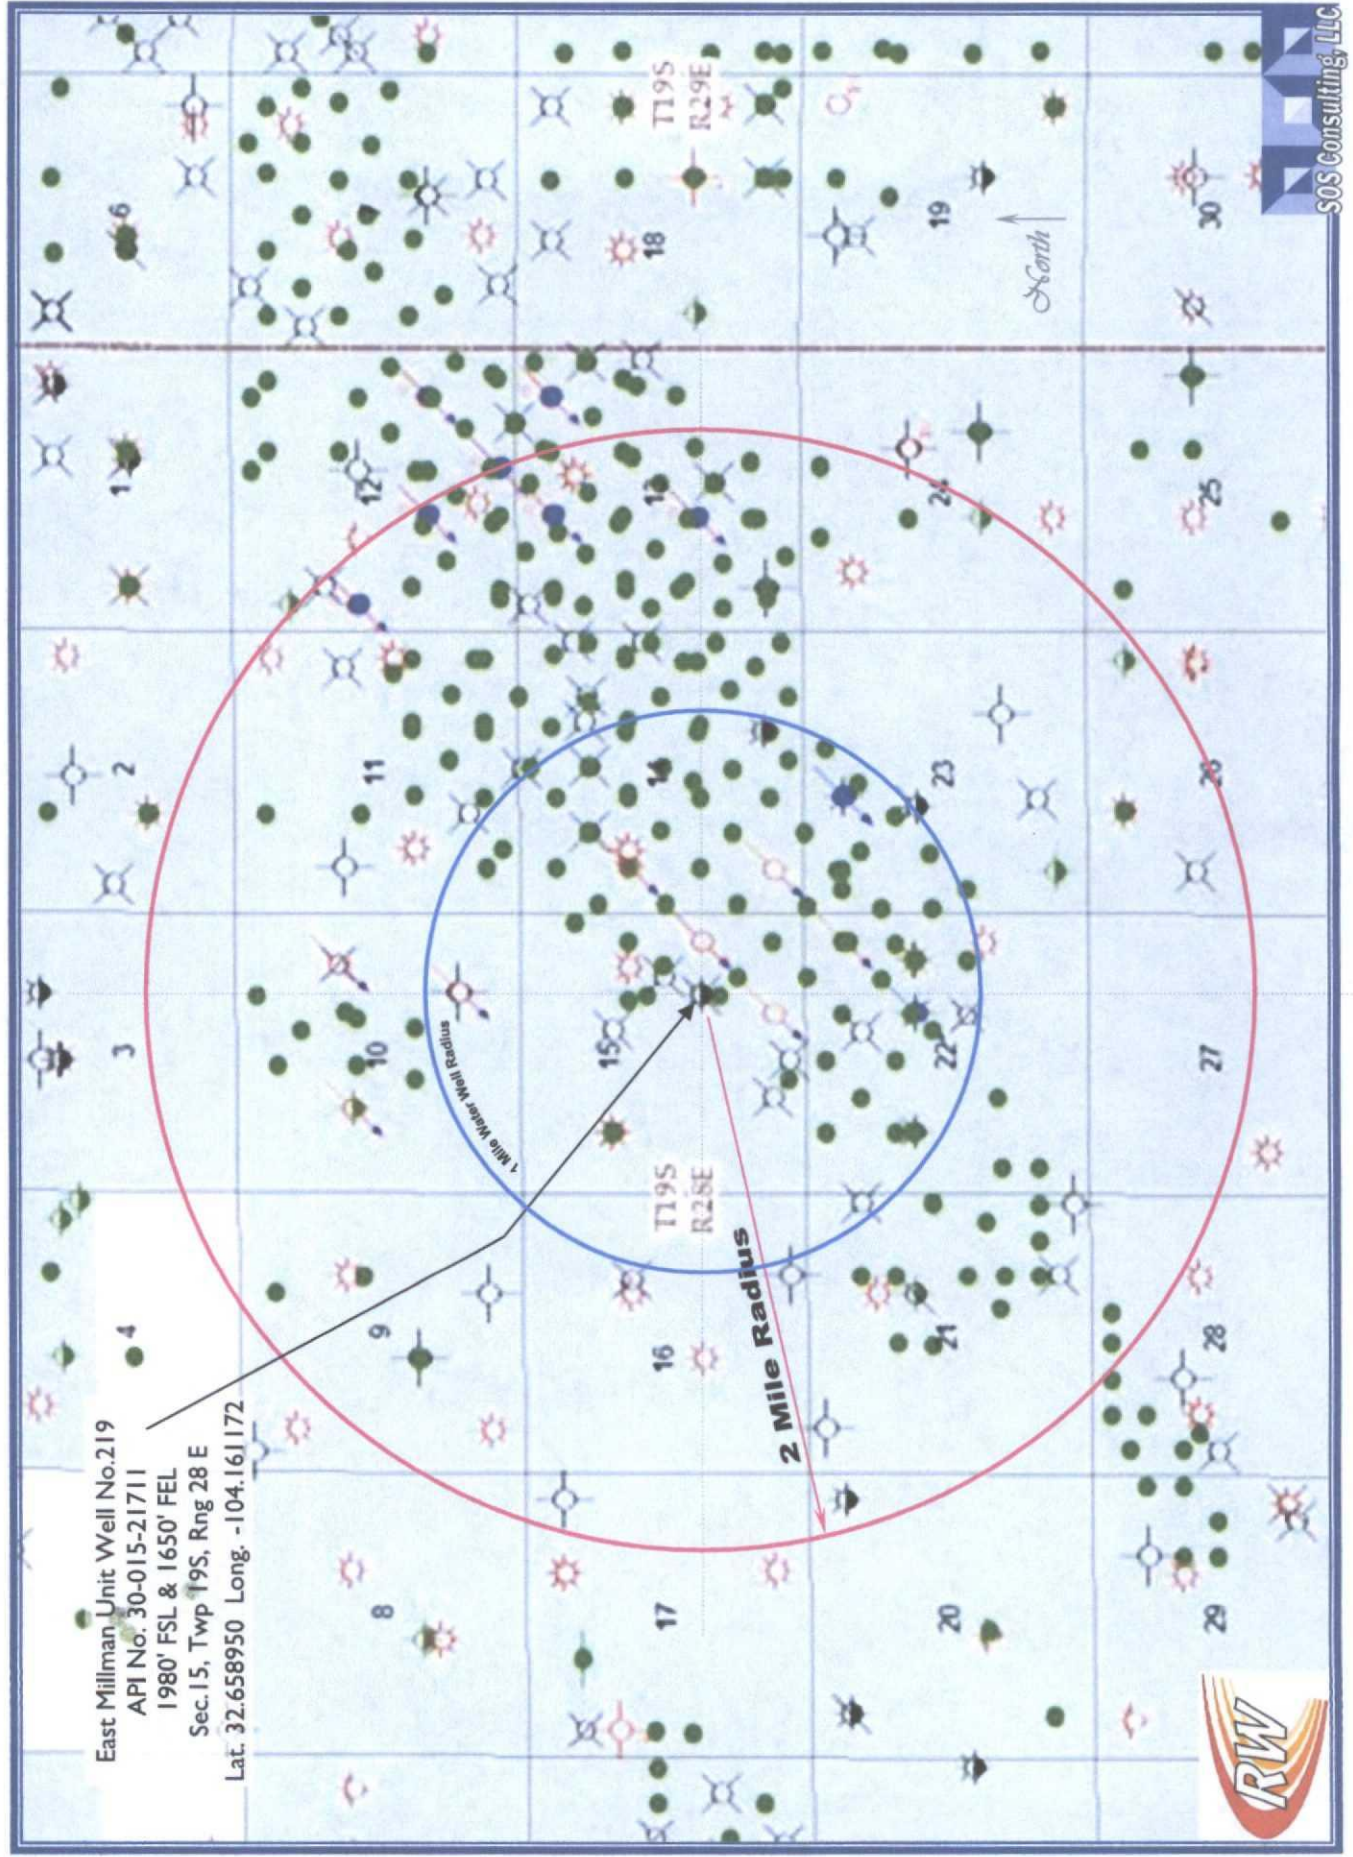 East Millman Unit Well No.219
API No. 30-015-21711
1980' FSL & 1650' FEL
Sec.15, Twp 19S, Rng 28 E
Lat. 32.658950 Long. -104.161172
4
3
2
1
6
8
9
10
11
12
1 Mile Water Well Radius
17
16
15
14
13
18
T19S
R28E
T19S
R29E
2 Mile Radius
20
21
22
23
24
19
North
29
28
27
26
25
30
RW
SOS Consulting, LLC